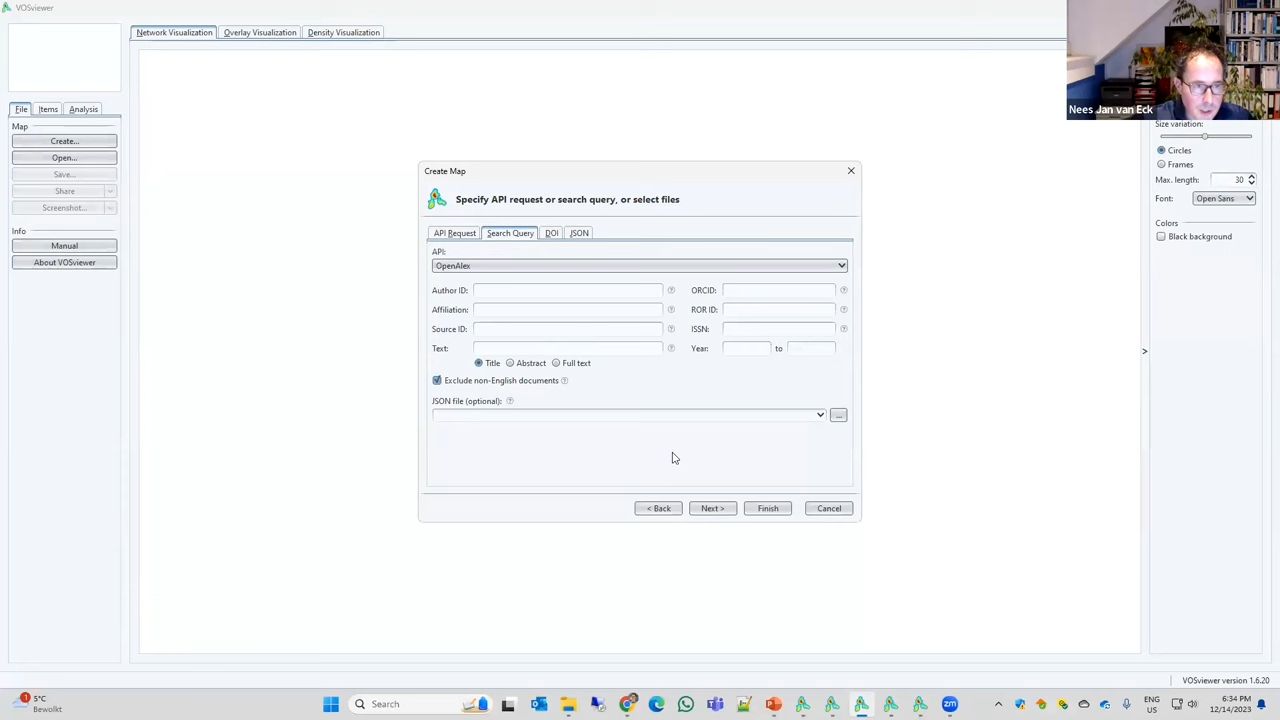 VOSviewer
Network Visualization Overlay Visualization Density Visualization
Nees Jan van Eck
File Items Analysis
Map
Create...
Open...
Save...
Share
Screenshot...
Info
Manual
About VOSviewer
Create Map
Specify API request or search query, or select files
API Request Search Query DOI JSON
API:
OpenAlex
Author ID: ORCID:
Affiliation: ROR ID:
Source ID: ISSN:
Text: Year: to
Title Abstract Full text
Exclude non-English documents
JSON file (optional):
...
< Back Next > Finish Cancel
Size variation:
Circles
Frames
Max. length: 30
Font: Open Sans
Colors
Black background
>
VOSviewer version 1.6.20
1
5°C
Bewolkt
Search
zm
ENG
US
6:34 PM
12/14/2023